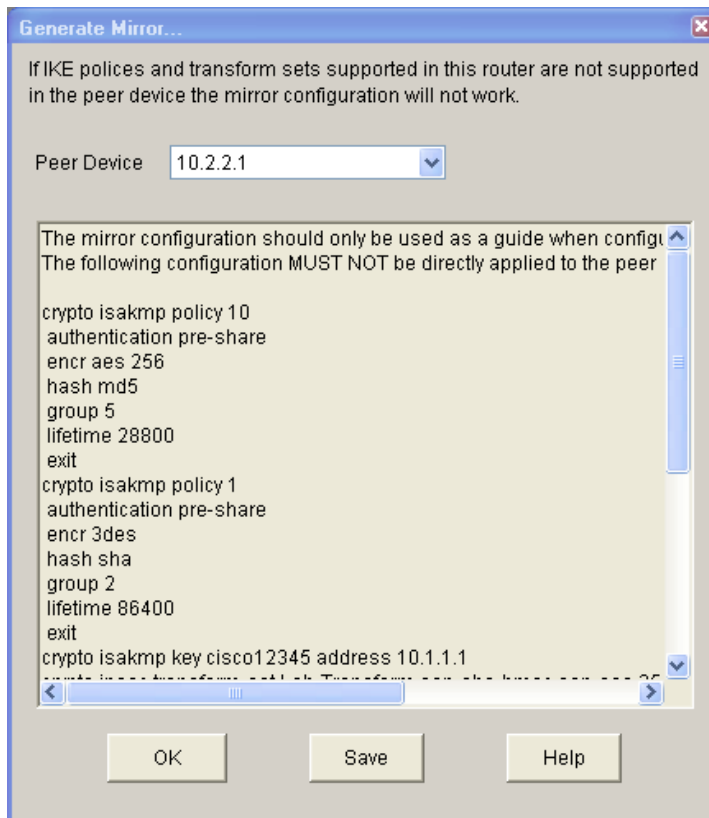 Generate Mirror...
If IKE polices and transform sets supported in this router are not supported
in the peer device the mirror configuration will not work.
Peer Device 10.2.2.1
The mirror configuration should only be used as a guide when configu
The following configuration MUST NOT be directly applied to the peer
crypto isakmp policy 10
authentication pre-share
encr aes 256
hash md5
group 5
lifetime 28800
exit
crypto isakmp policy 1
authentication pre-share
encr 3des
hash sha
group 2
lifetime 86400
exit
crypto isakmp key cisco12345 address 10.1.1.1
OK Save Help